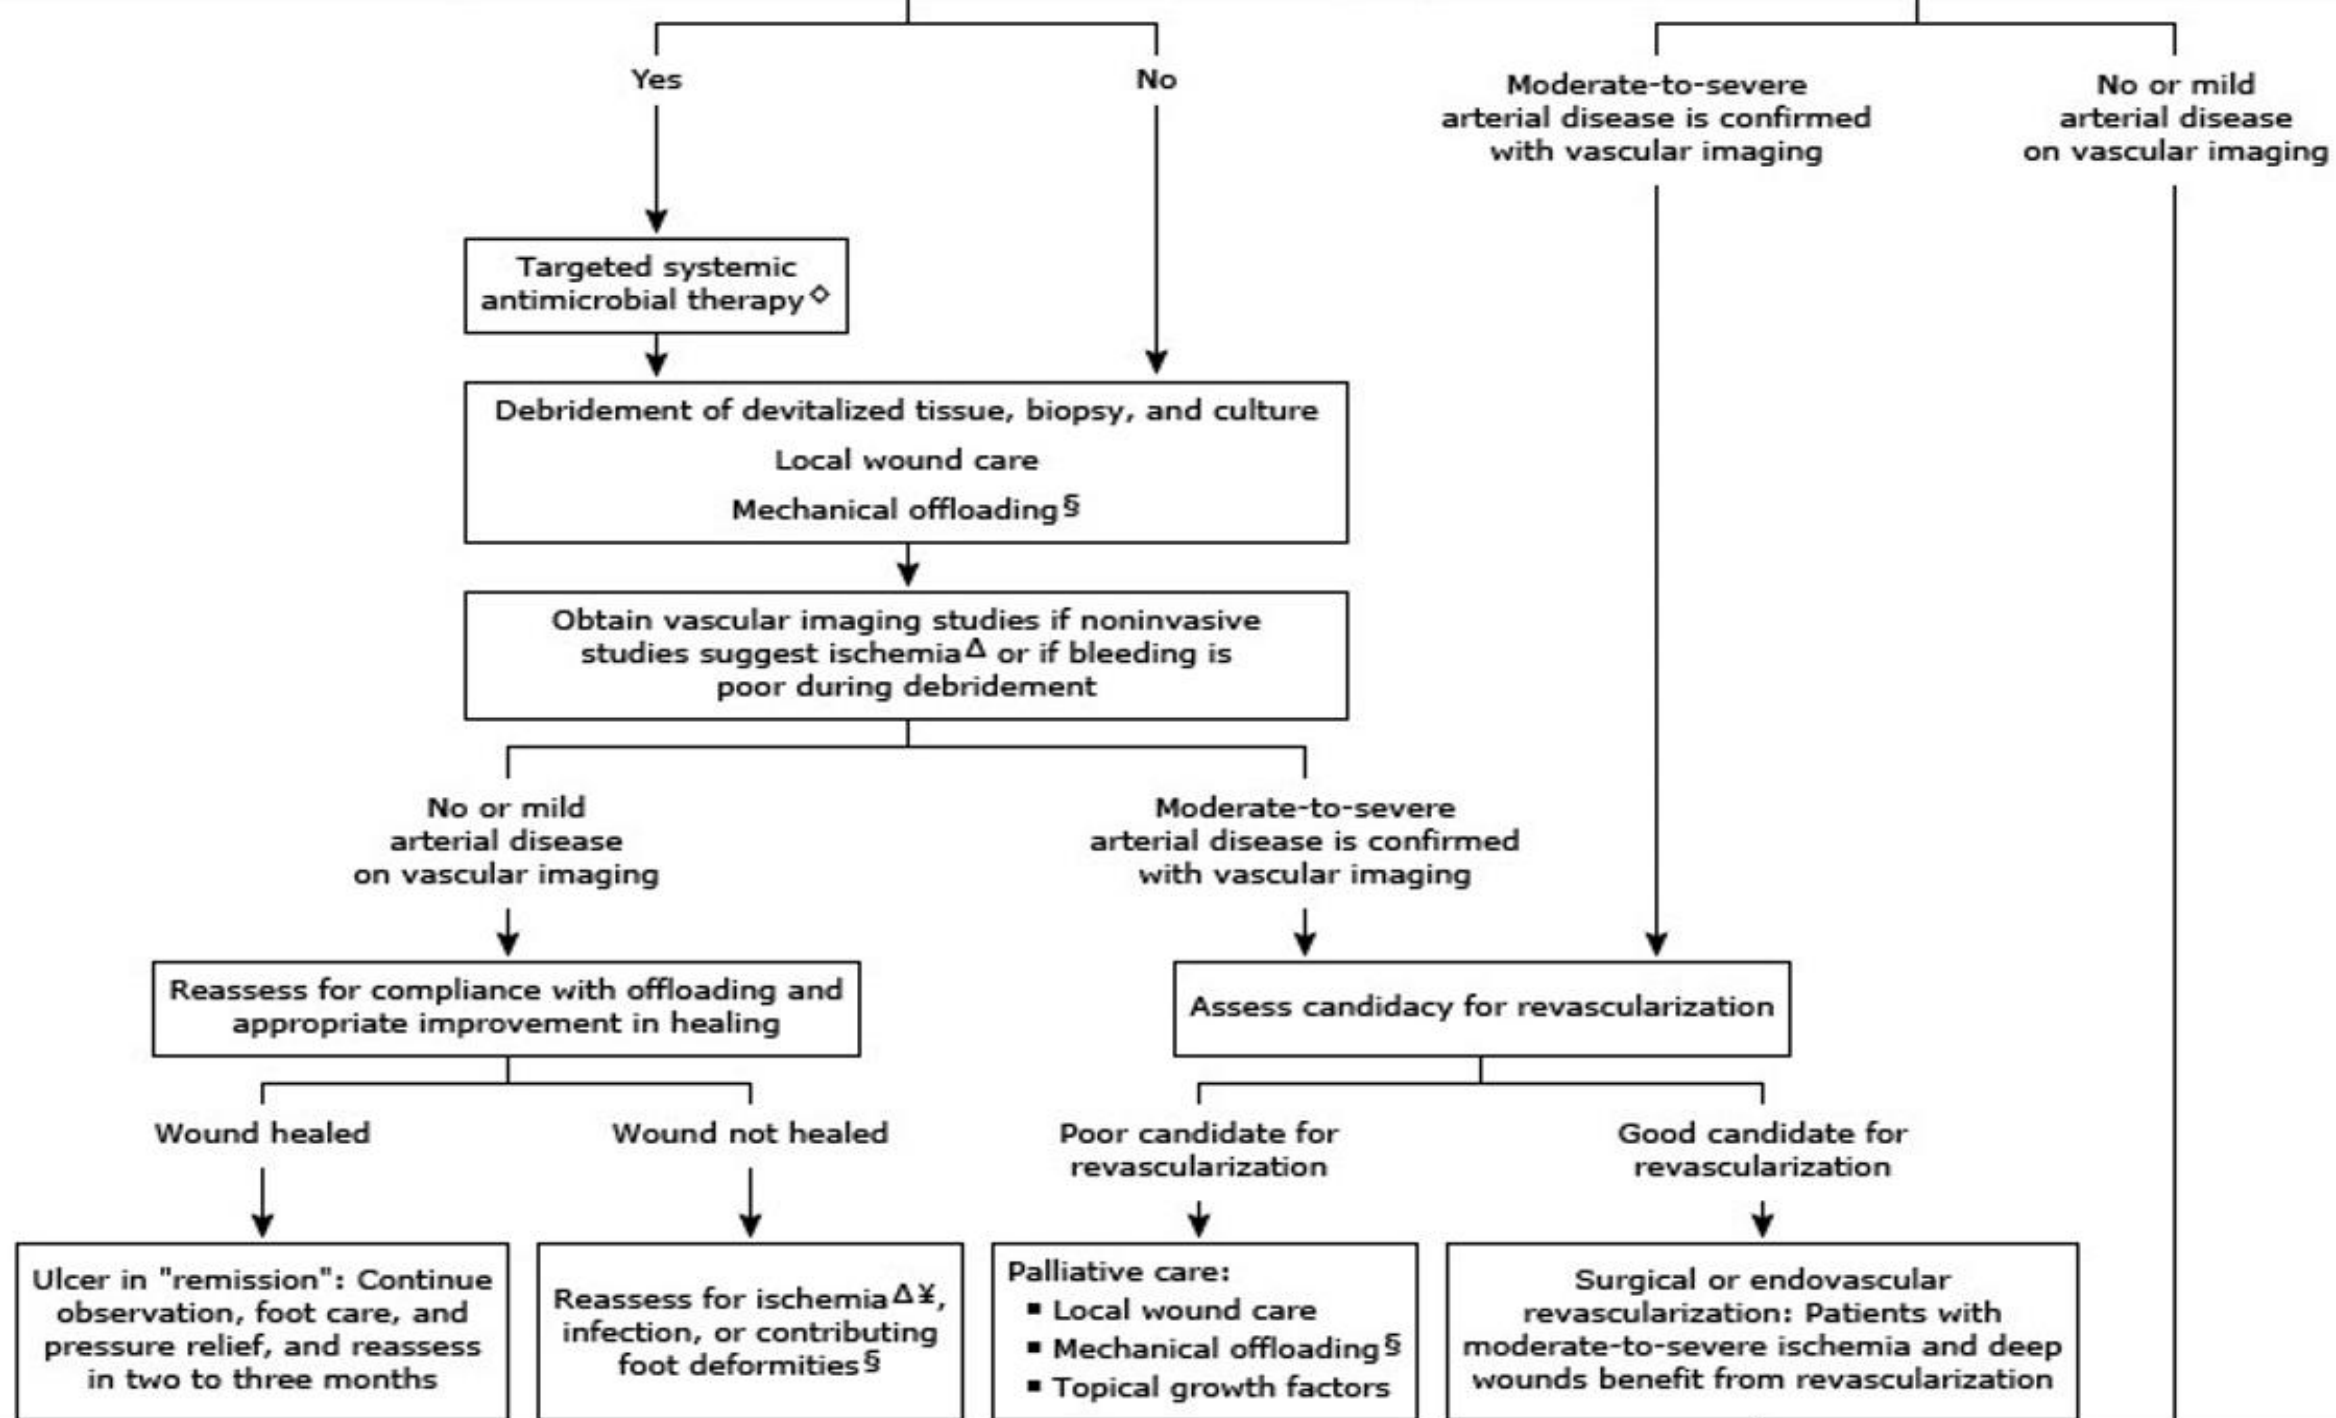 Yes
No
Moderate-to-severe
arterial disease is confirmed
with vascular imaging
No or mild
arterial disease
on vascular imaging
Targeted systemic
antimicrobial therapy◇
Debridement of devitalized tissue, biopsy, and culture
Local wound care
Mechanical offloading§
Obtain vascular imaging studies if noninvasive
studies suggest ischemiaΔ or if bleeding is
poor during debridement
No or mild
arterial disease
on vascular imaging
Moderate-to-severe
arterial disease is confirmed
with vascular imaging
Reassess for compliance with offloading and
appropriate improvement in healing
Assess candidacy for revascularization
Wound healed
Wound not healed
Poor candidate for
revascularization
Good candidate for
revascularization
Ulcer in "remission": Continue
observation, foot care, and
pressure relief, and reassess
in two to three months
Reassess for ischemiaΔ¥,
infection, or contributing
foot deformities§
Palliative care:
▪ Local wound care
▪ Mechanical offloading§
▪ Topical growth factors
Surgical or endovascular
revascularization: Patients with
moderate-to-severe ischemia and deep
wounds benefit from revascularization